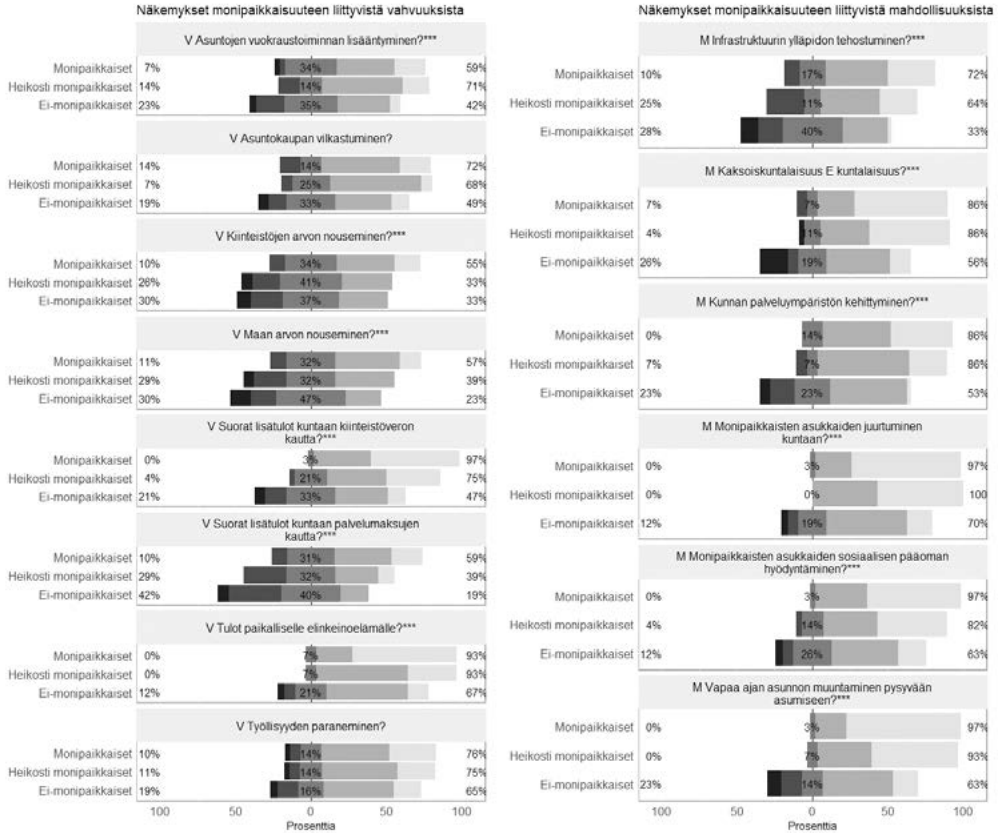 Näkemykset monipaikkaisuuteen liittyvistä vahvuuksista
V Asuntojen vuokraustoiminnan lisääntyminen?***
Monipaikkaiset 7% 34% 59%
Heikosti monipaikkaiset 14% 14% 71%
Ei-monipaikkaiset 23% 35% 42%
V Asuntokaupan vilkastuminen?
Monipaikkaiset 14% 14% 72%
Heikosti monipaikkaiset 7% 25% 68%
Ei-monipaikkaiset 19% 33% 49%
V Kiinteistöjen arvon nouseminen?***
Monipaikkaiset 10% 34% 55%
Heikosti monipaikkaiset 26% 41% 33%
Ei-monipaikkaiset 30% 37% 33%
V Maan arvon nouseminen?***
Monipaikkaiset 11% 32% 57%
Heikosti monipaikkaiset 29% 32% 39%
Ei-monipaikkaiset 30% 47% 23%
V Suorat lisätulot kuntaan kiinteistöveron
kautta?***
Monipaikkaiset 0% 3% 97%
Heikosti monipaikkaiset 4% 21% 75%
Ei-monipaikkaiset 21% 33% 47%
V Suorat lisätulot kuntaan palvelumaksujen
kautta?***
Monipaikkaiset 10% 31% 59%
Heikosti monipaikkaiset 29% 32% 39%
Ei-monipaikkaiset 42% 40% 19%
V Tulot paikalliselle elinkeinoelämälle?***
Monipaikkaiset 0% 7% 93%
Heikosti monipaikkaiset 0% 7% 93%
Ei-monipaikkaiset 12% 21% 67%
V Työllisyyden paraneminen?
Monipaikkaiset 10% 14% 76%
Heikosti monipaikkaiset 11% 14% 75%
Ei-monipaikkaiset 19% 16% 65%
100 50 0 50 100
Prosenttia
Näkemykset monipaikkaisuuteen liittyvistä mahdollisuuksista
M Infrastruktuurin ylläpidon tehostuminen?***
Monipaikkaiset 10% 17% 72%
Heikosti monipaikkaiset 25% 11% 64%
Ei-monipaikkaiset 28% 40% 33%
M Kaksoiskuntalaisuus E kuntalaisuus?***
Monipaikkaiset 7% 7% 86%
Heikosti monipaikkaiset 4% 11% 86%
Ei-monipaikkaiset 26% 19% 56%
M Kunnan palveluympäristön kehittyminen?***
Monipaikkaiset 0% 14% 86%
Heikosti monipaikkaiset 7% 7% 86%
Ei-monipaikkaiset 23% 23% 53%
M Monipaikkaisten asukkaiden juurtuminen
kuntaan?***
Monipaikkaiset 0% 3% 97%
Heikosti monipaikkaiset 0% 0% 100
Ei-monipaikkaiset 12% 19% 70%
M Monipaikkaisten asukkaiden sosiaalisen pääoman
hyödyntäminen?***
Monipaikkaiset 0% 3% 97%
Heikosti monipaikkaiset 4% 14% 82%
Ei-monipaikkaiset 12% 26% 63%
M Vapaa ajan asunnon muuntaminen pysyvään
asumiseen?***
Monipaikkaiset 0% 3% 97%
Heikosti monipaikkaiset 0% 7% 93%
Ei-monipaikkaiset 23% 14% 63%
100 50 0 50 100
Prosenttia